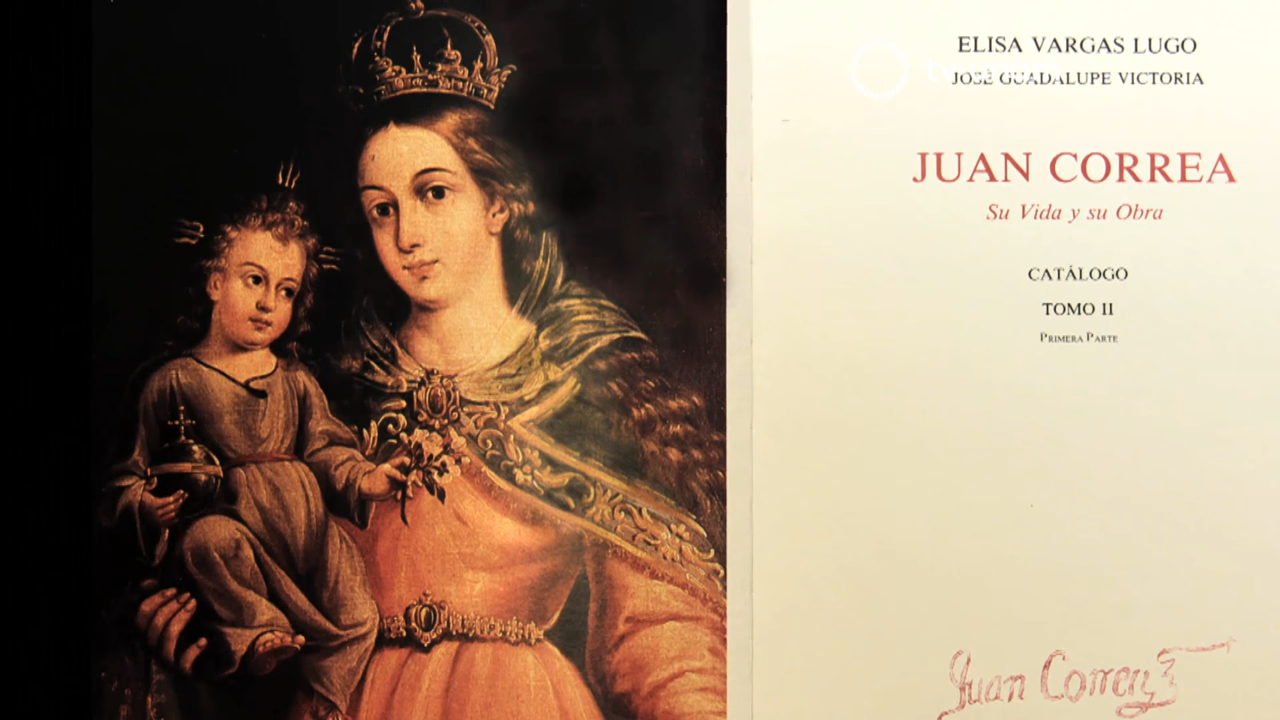 ELISA VARGAS LUGO
JOSÉ GUADALUPE VICTORIA
JUAN CORREA
Su Vida y su Obra
CATÁLOGO
TOMO II
PRIMERA PARTE
Juan Correa